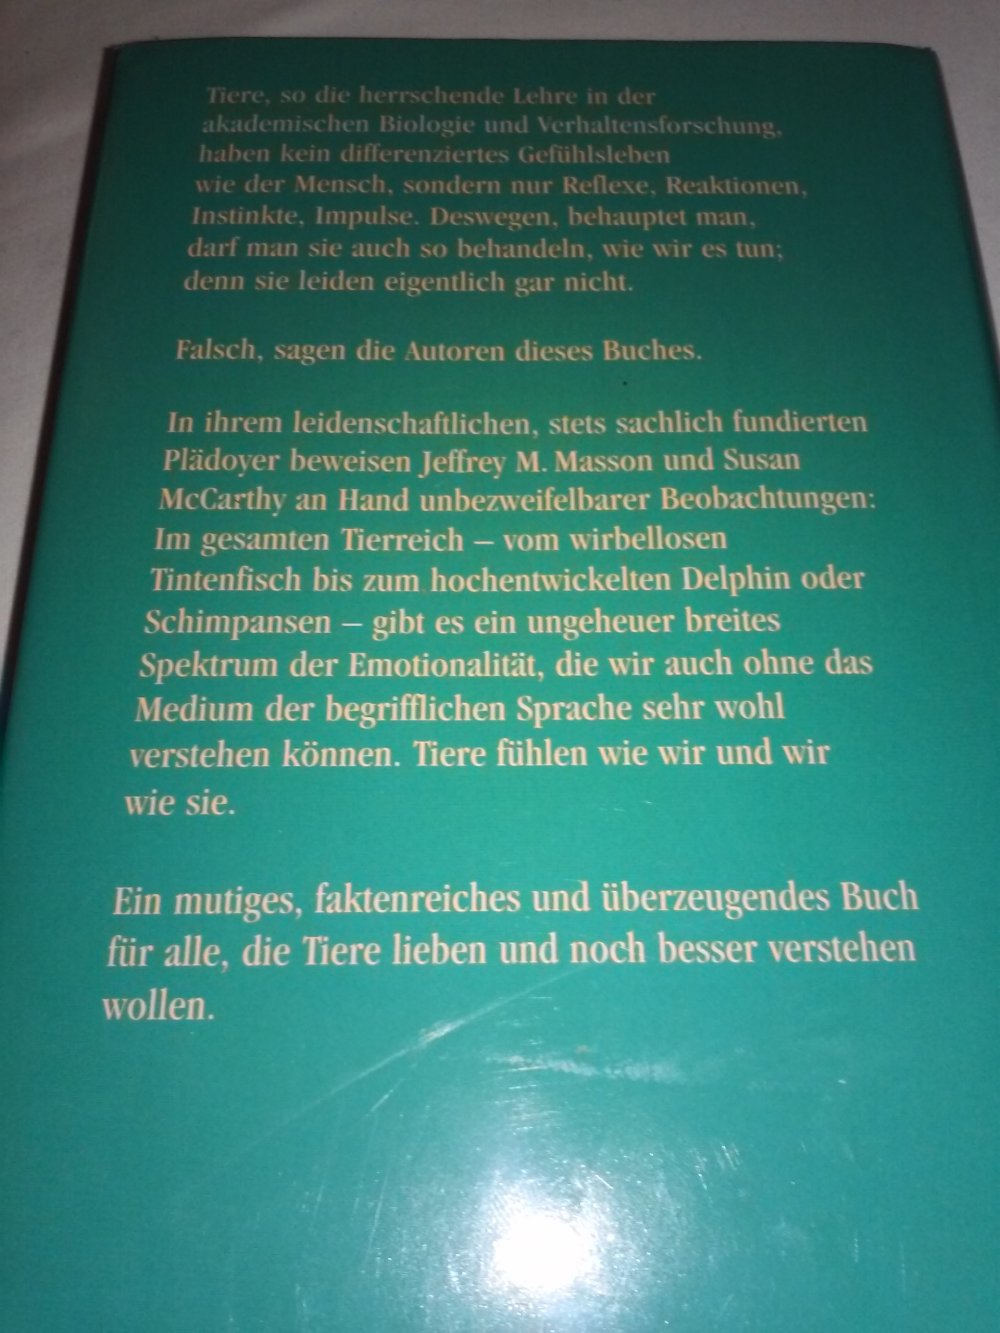 Tiere, so die herrschende Lehre in der
akademischen Biologie und Verhaltensforschung,
haben kein differenziertes Gefühlsleben
wie der Mensch, sondern nur Reflexe, Reaktionen,
Instinkte, Impulse. Deswegen, behauptet man,
darf man sie auch so behandeln, wie wir es tun;
denn sie leiden eigentlich gar nicht.
Falsch, sagen die Autoren dieses Buches.
In ihrem leidenschaftlichen, stets sachlich fundierten
Plädoyer beweisen Jeffrey M. Masson und Susan
McCarthy an Hand unbezweifelbarer Beobachtungen:
Im gesamten Tierreich – vom wirbellosen
Tintenfisch bis zum hochentwickelten Delphin oder
Schimpansen – gibt es ein ungeheuer breites
Spektrum der Emotionalität, die wir auch ohne das
Medium der begrifflichen Sprache sehr wohl
verstehen können. Tiere fühlen wie wir und wir
wie sie.
Ein mutiges, faktenreiches und überzeugendes Buch
für alle, die Tiere lieben und noch besser verstehen
wollen.